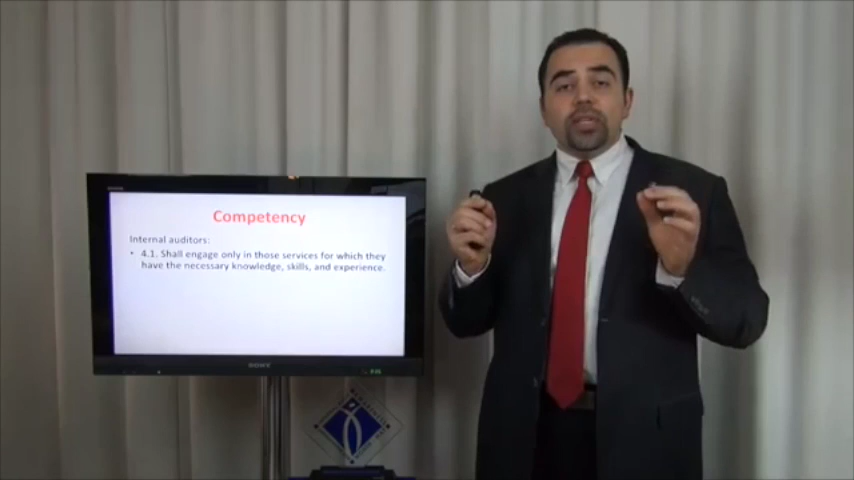 Competency
Internal auditors:
• 4.1. Shall engage only in those services for which they
have the necessary knowledge, skills, and experience.
SONY